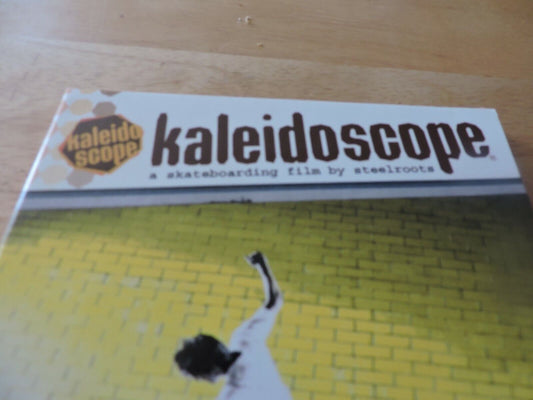 kaleido
scope
kaleidoscope
a skateboarding film by steelroots